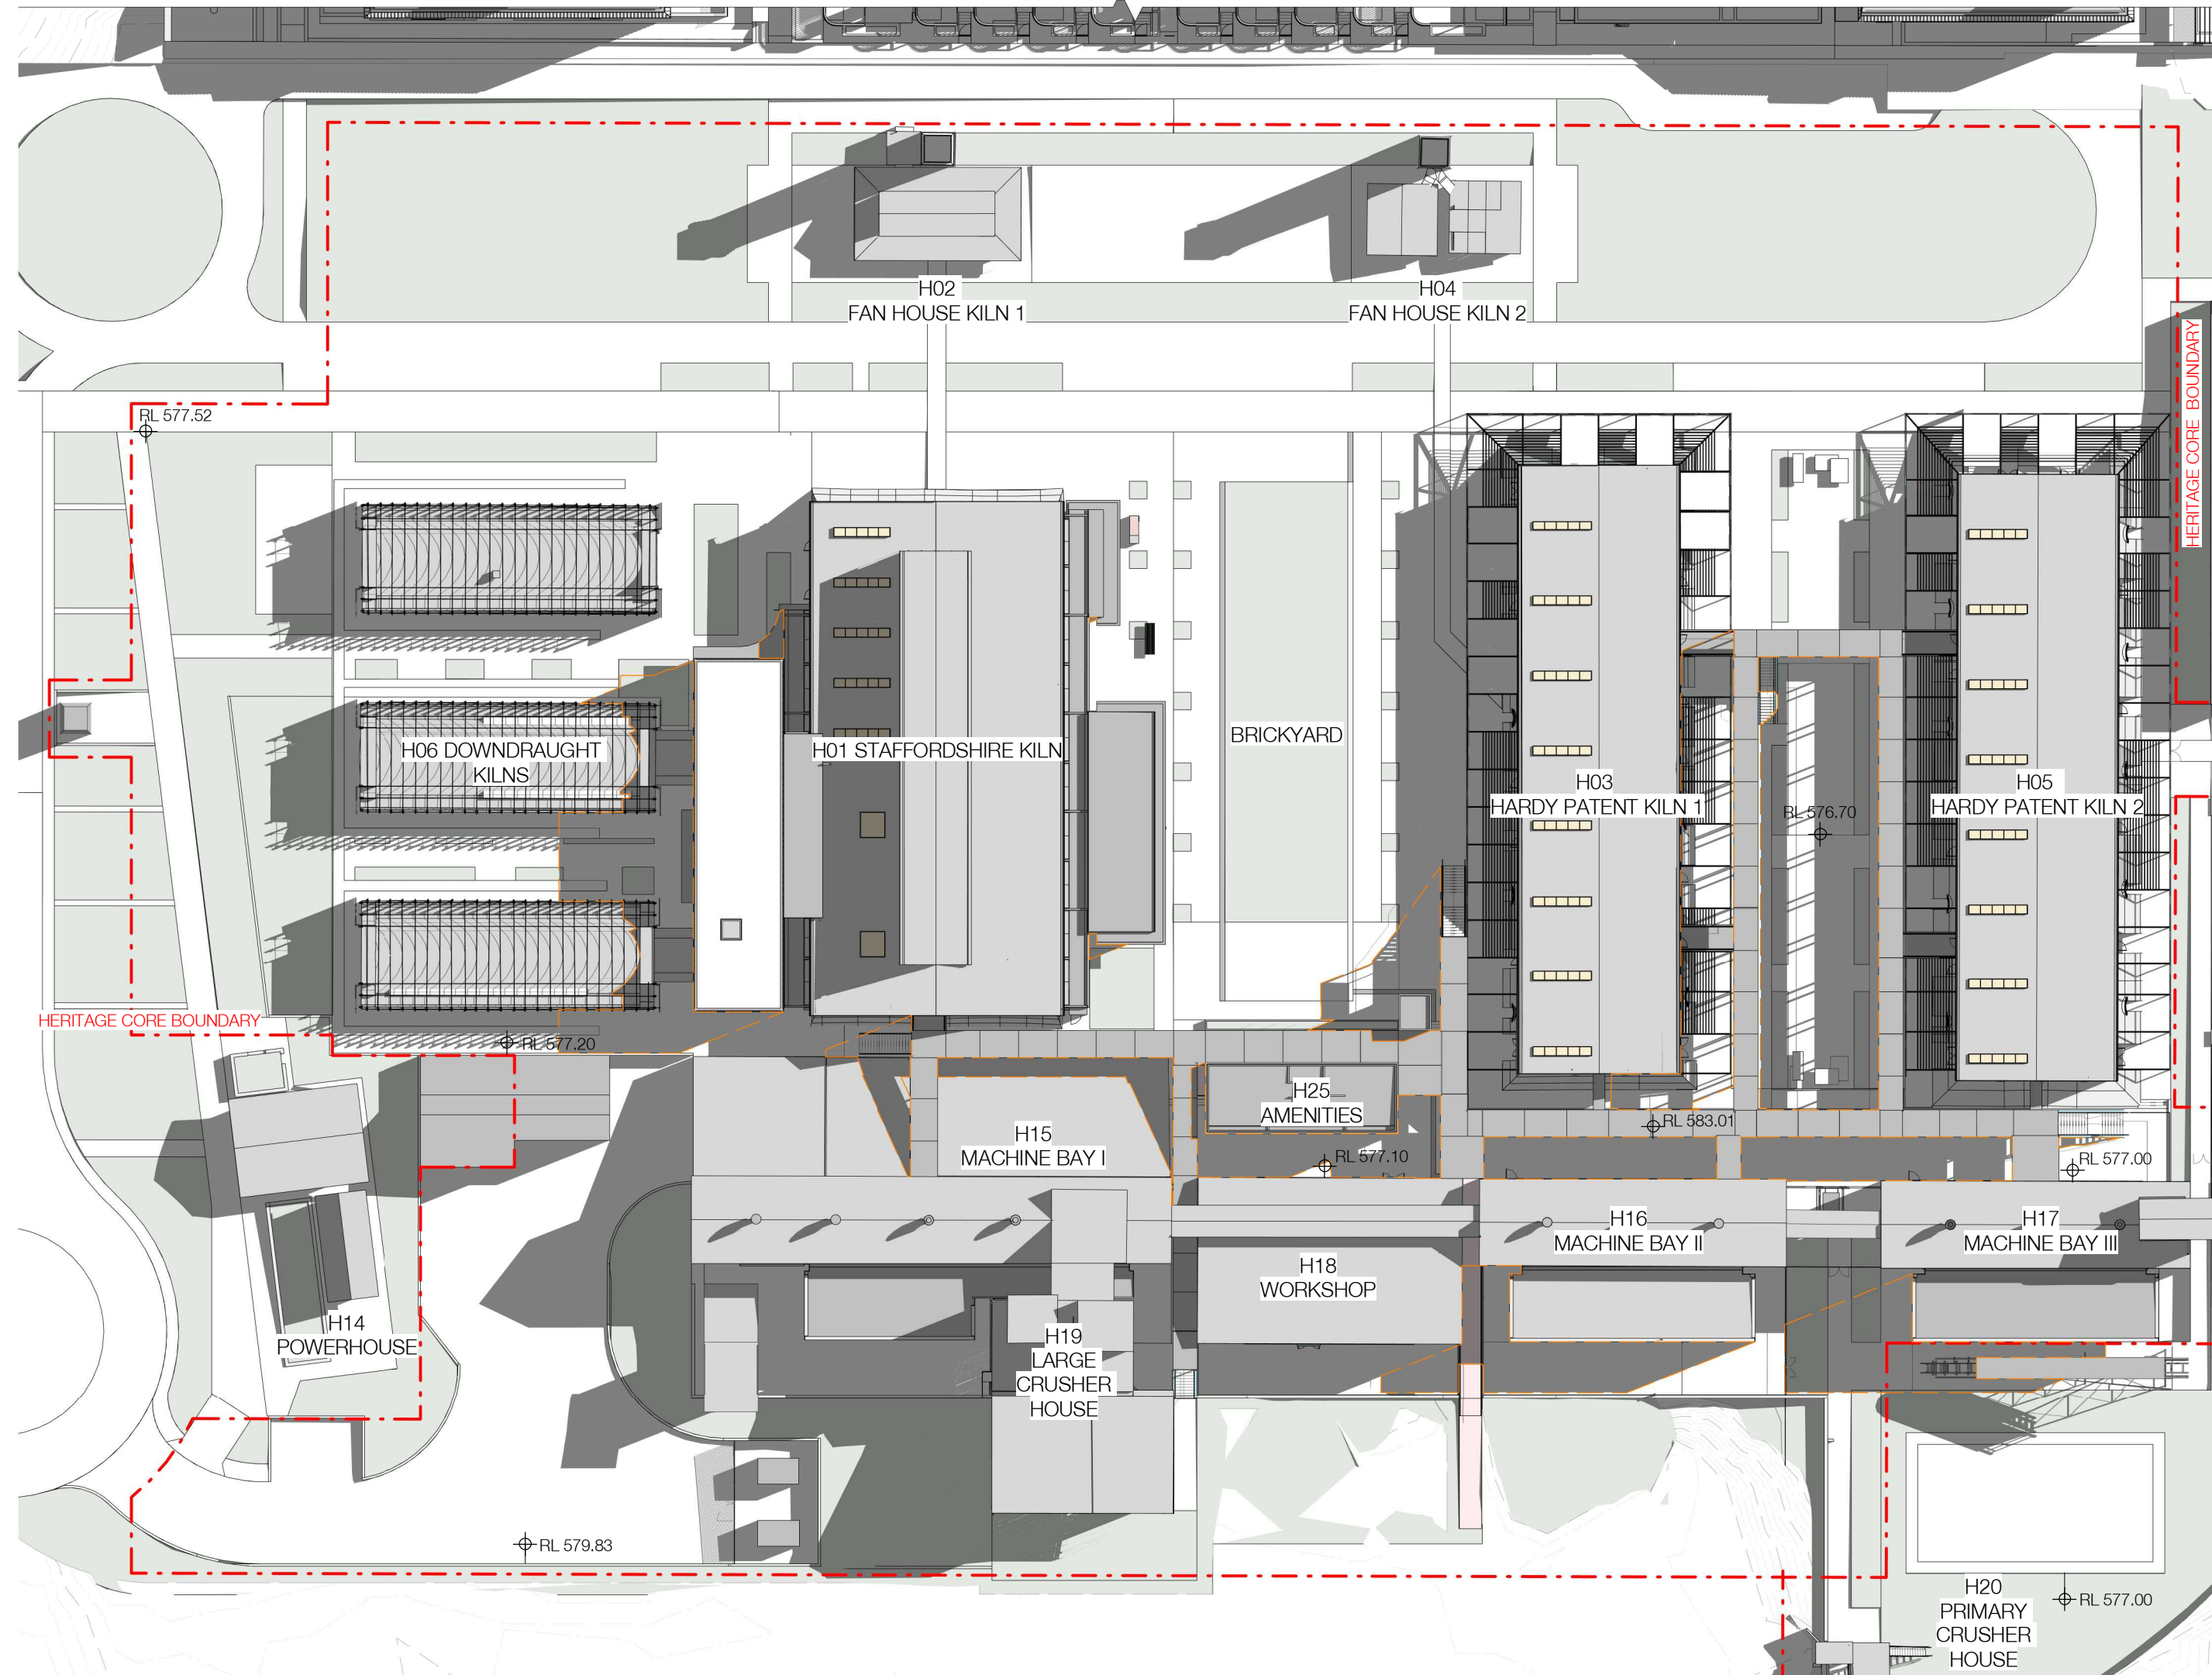 H02
FAN HOUSE KILN 1
H04
FAN HOUSE KILN 2
HERITAGE CORE BOUNDARY
RL 577.52
H06 DOWNDRAUGHT
KILNS
H01 STAFFORDSHIRE KILN
BRICKYARD
H03
HARDY PATENT KILN 1
RL 576.70
H05
HARDY PATENT KILN 2
HERITAGE CORE BOUNDARY
RL 577.20
H15
MACHINE BAY I
H25
AMENITIES
RL 577.10
RL 583.01
RL 577.00
H16
MACHINE BAY II
H17
MACHINE BAY III
H18
WORKSHOP
H14
POWERHOUSE
H19
LARGE
CRUSHER
HOUSE
RL 579.83
H20
PRIMARY
CRUSHER
HOUSE
RL 577.00